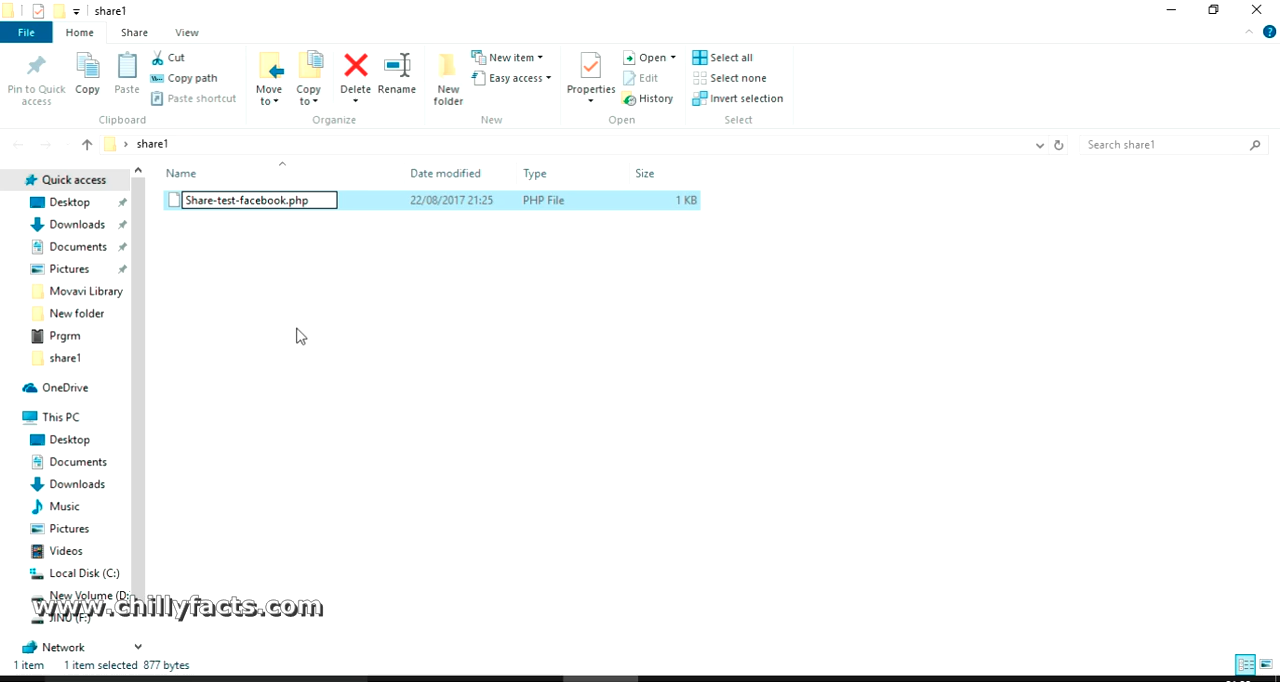 share1
File Home Share View
Pin to Quick access
Copy
Paste
Cut
Copy path
Paste shortcut
Clipboard
Move to
Copy to
Delete
Rename
Organize
New folder
New item
Easy access
New
Properties
Open
Edit
History
Open
Select all
Select none
Invert selection
Select
share1
Search share1
Name Date modified Type Size
Share-test-facebook.php 22/08/2017 21:25 PHP File 1 KB
Quick access
Desktop
Downloads
Documents
Pictures
Movavi Library
New folder
Prgrm
share1
OneDrive
This PC
Desktop
Documents
Downloads
Music
Pictures
Videos
Local Disk (C:)
New Volume (D:
www.chillyfacts.com
JINU (F:)
Network
1 item 1 item selected 877 bytes